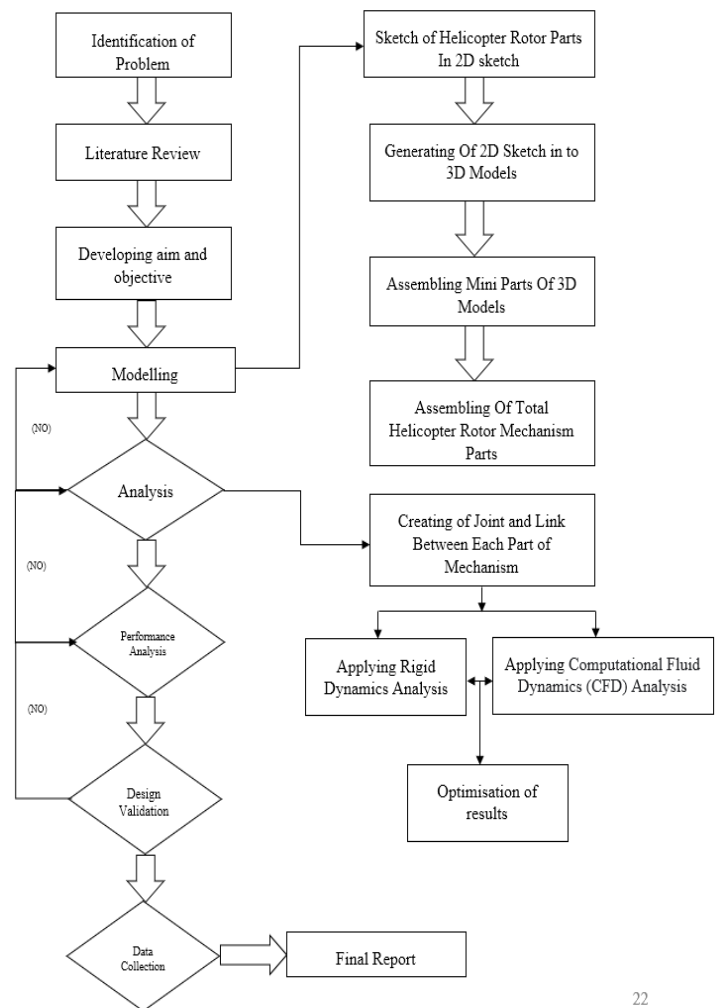 Identification of
Problem
Literature Review
Developing aim and
objective
Modelling
(NO)
Analysis
(NO)
Performance
Analysis
(NO)
Design
Validation
Data
Collection
Final Report
Sketch of Helicopter Rotor Parts
In 2D sketch
Generating Of 2D Sketch in to
3D Models
Assembling Mini Parts Of 3D
Models
Assembling Of Total
Helicopter Rotor Mechanism
Parts
Creating of Joint and Link
Between Each Part of
Mechanism
Applying Rigid
Dynamics Analysis
Applying Computational Fluid
Dynamics (CFD) Analysis
Optimisation of
results
22